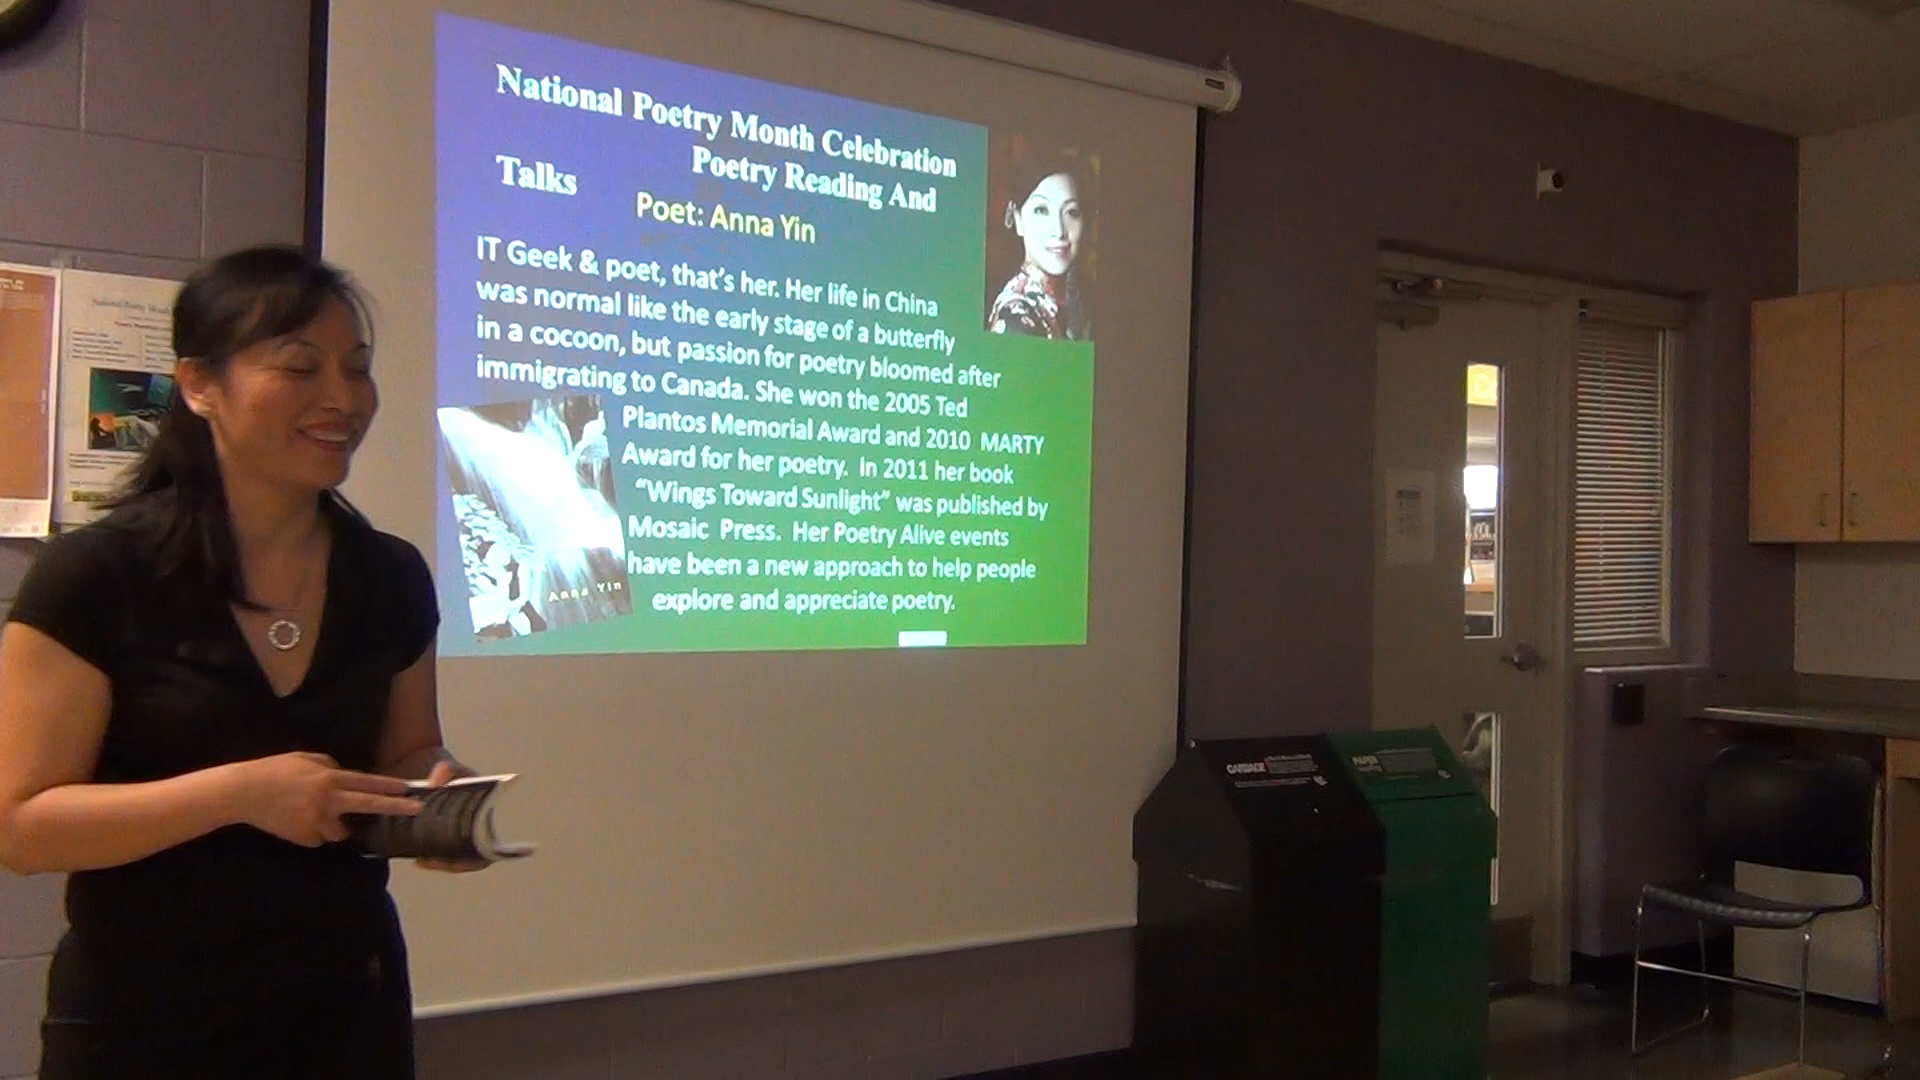 National Poetry Month Celebration
Poetry Reading And
Talks
Poet: Anna Yin
IT Geek & poet, that's her. Her life in China
was normal like the early stage of a butterfly
in a cocoon, but passion for poetry bloomed after
immigrating to Canada. She won the 2005 Ted
Plantos Memorial Award and 2010 MARTY
Award for her poetry. In 2011 her book
“Wings Toward Sunlight” was published by
Mosaic Press. Her Poetry Alive events
have been a new approach to help people
explore and appreciate poetry.
Anna Yin
National Poetry
GARBAGE
PAPER